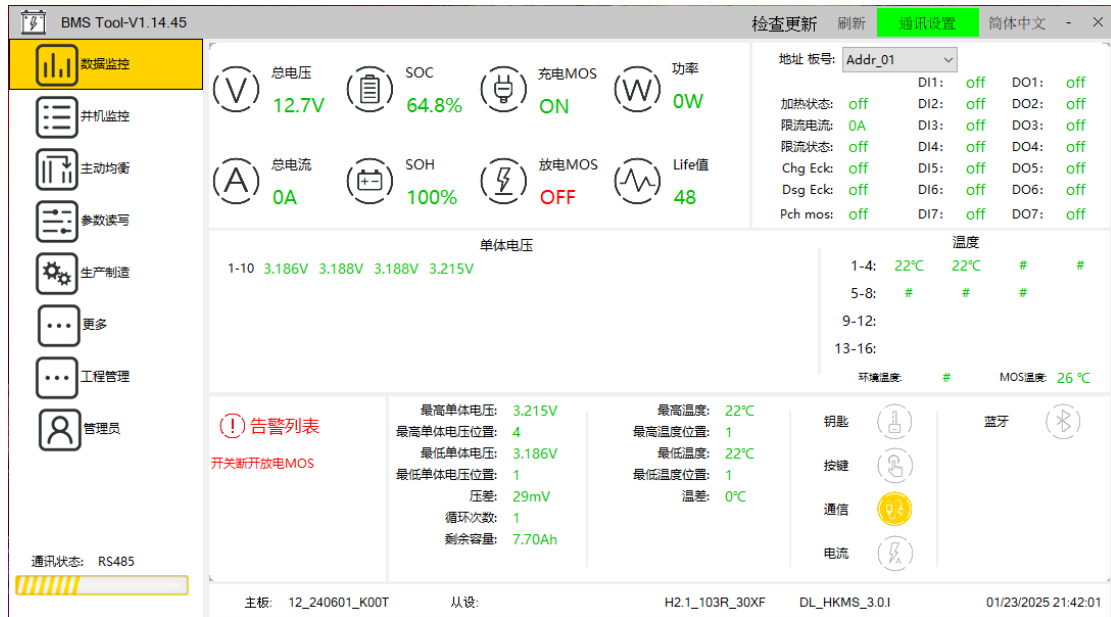 BMS Tool-V1.14.45 检查更新 刷新 通讯设置 简体中文 - ×
数据监控
并机监控
主动均衡
参数读写
生产制造
更多
工程管理
管理员
通讯状态: RS485
总电压 SOC 充电MOS 功率
12.7V 64.8% ON 0W
总电流 SOH 放电MOS Life值
0A 100% OFF 48
地址 板号: Addr_01
DI1: off DO1: off
加热状态: off DI2: off DO2: off
限流电流: 0A DI3: off DO3: off
限流状态: off DI4: off DO4: off
Chg Eck: off DI5: off DO5: off
Dsg Eck: off DI6: off DO6: off
Pch mos: off DI7: off DO7: off
单体电压
1-10 3.186V 3.188V 3.188V 3.215V
温度
1-4: 22℃ 22℃ # #
5-8: # # #
9-12:
13-16:
环境温度: # MOS温度: 26 ℃
告警列表
开关断开放电MOS
最高单体电压: 3.215V
最高单体电压位置: 4
最低单体电压: 3.186V
最低单体电压位置: 1
压差: 29mV
循环次数: 1
剩余容量: 7.70Ah
最高温度: 22℃
最高温度位置: 1
最低温度: 22℃
最低温度位置: 1
温差: 0℃
钥匙 蓝牙
按键
通信
电流
主板: 12_240601_K00T 从设: H2.1_103R_30XF DL_HKMS_3.0.I 01/23/2025 21:42:01